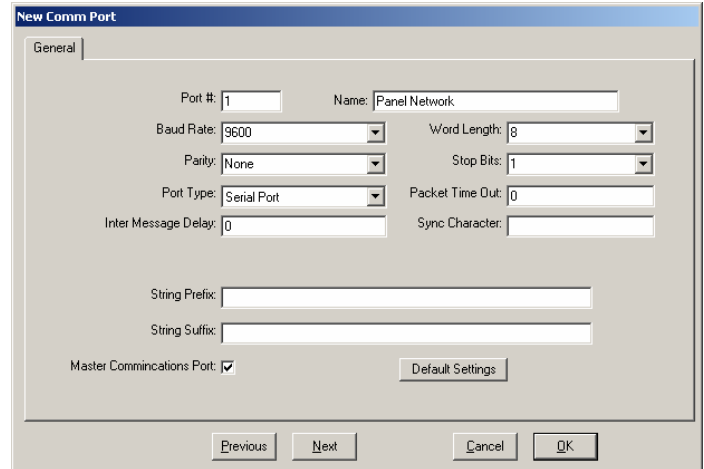 New Comm Port
General
Port #: 1 Name: Panel Network
Baud Rate: 9600 Word Length: 8
Parity: None Stop Bits: 1
Port Type: Serial Port Packet Time Out: 0
Inter Message Delay: 0 Sync Character:
String Prefix:
String Suffix:
Master Commincations Port: Default Settings
Previous Next Cancel OK